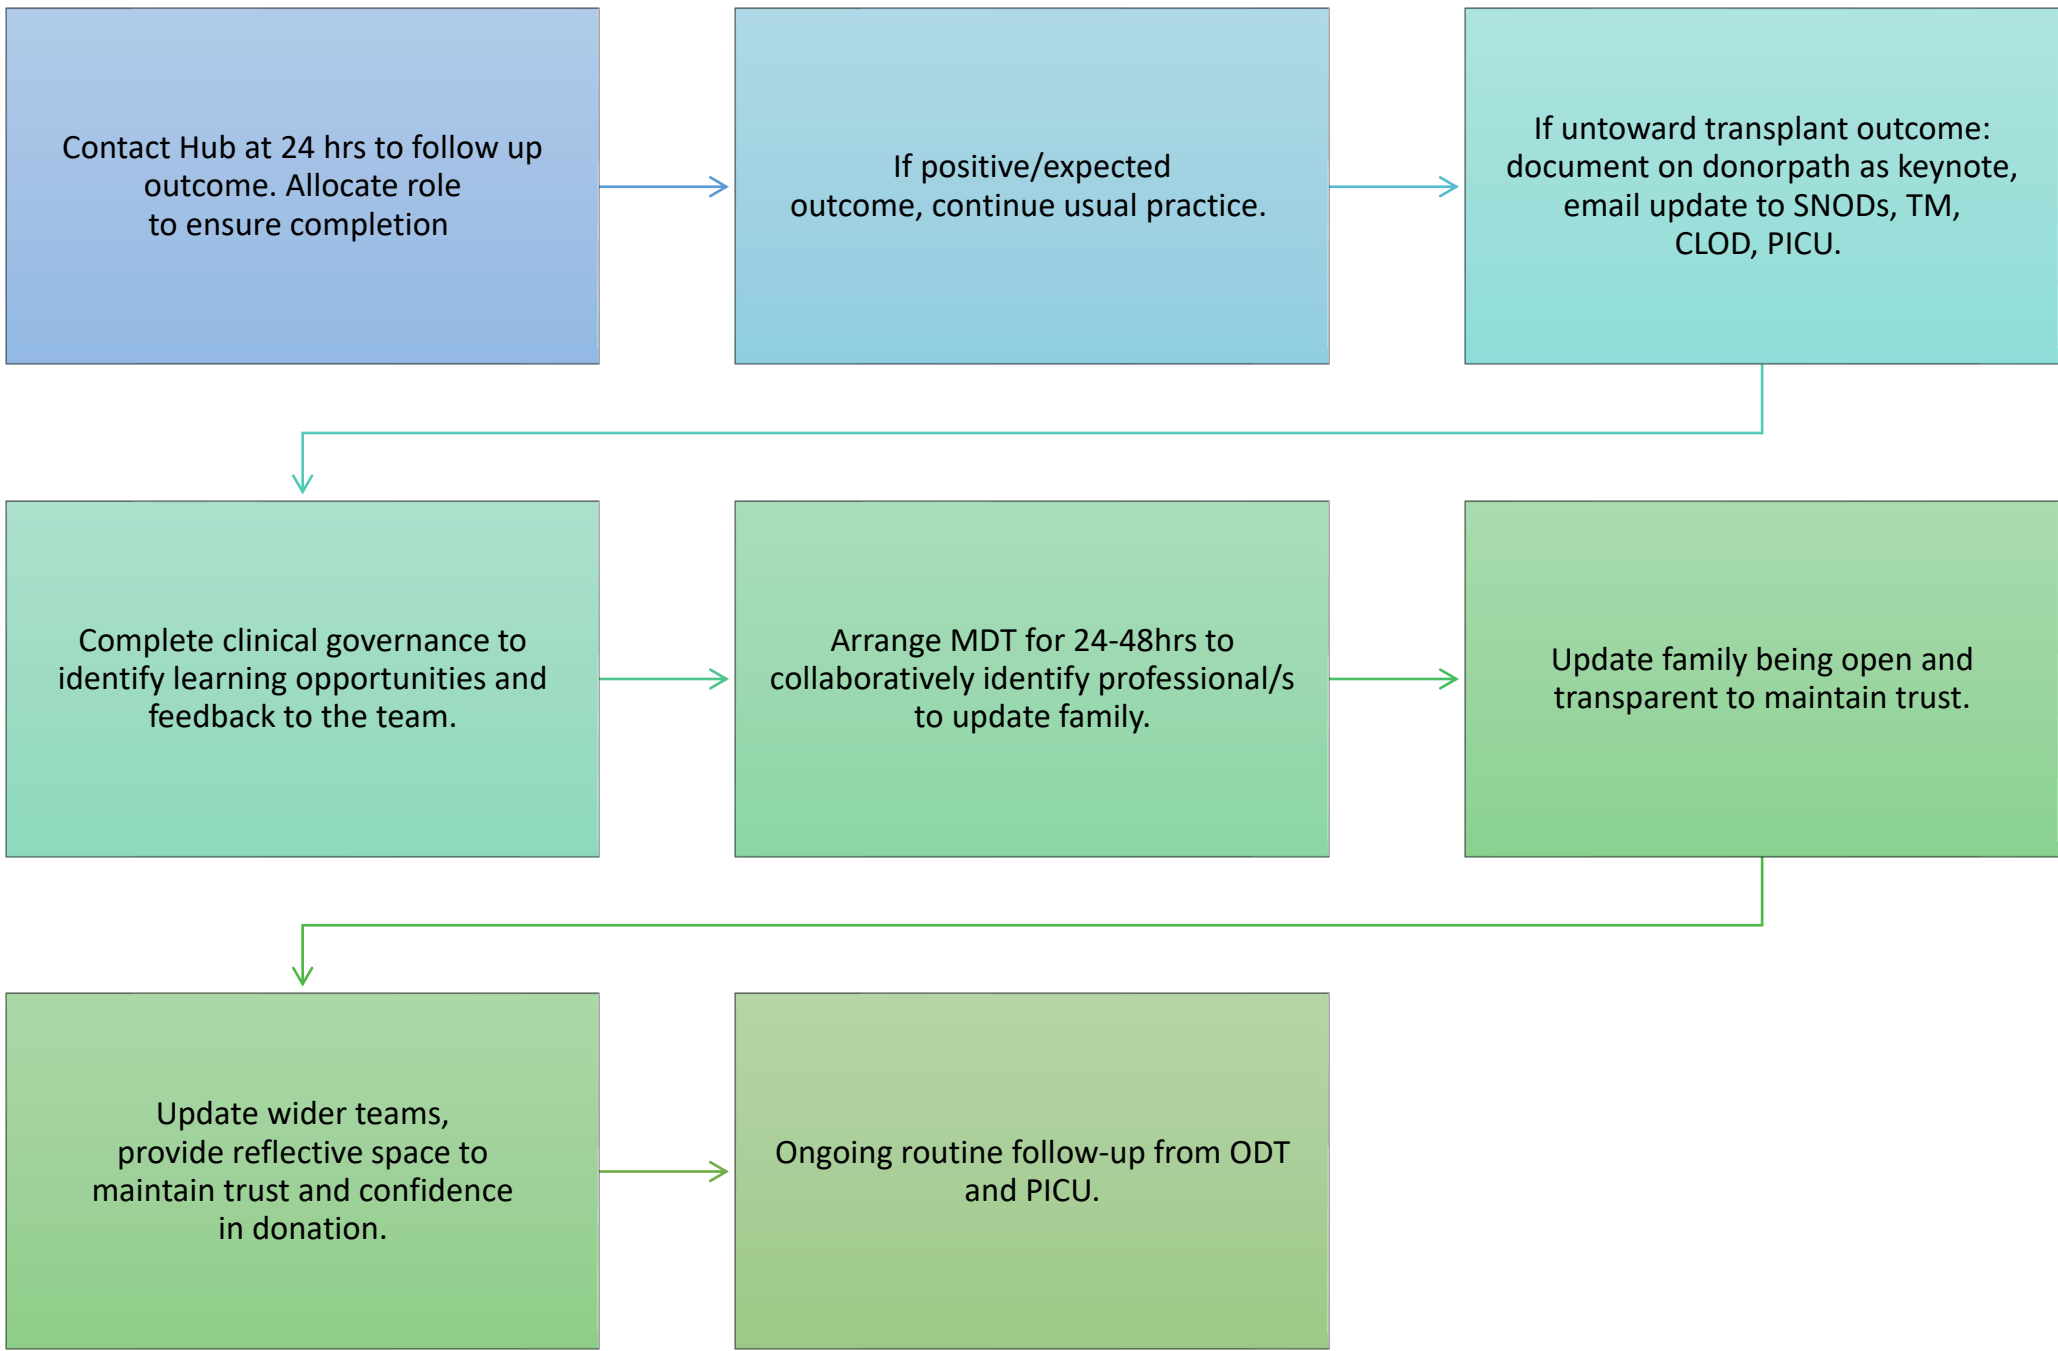 Contact Hub at 24 hrs to follow up
outcome. Allocate role
to ensure completion
If positive/expected
outcome, continue usual practice.
If untoward transplant outcome:
document on donorpath as keynote,
email update to SNODs, TM,
CLOD, PICU.
Complete clinical governance to
identify learning opportunities and
feedback to the team.
Arrange MDT for 24-48hrs to
collaboratively identify professional/s
to update family.
Update family being open and
transparent to maintain trust.
Update wider teams,
provide reflective space to
maintain trust and confidence
in donation.
Ongoing routine follow-up from ODT
and PICU.